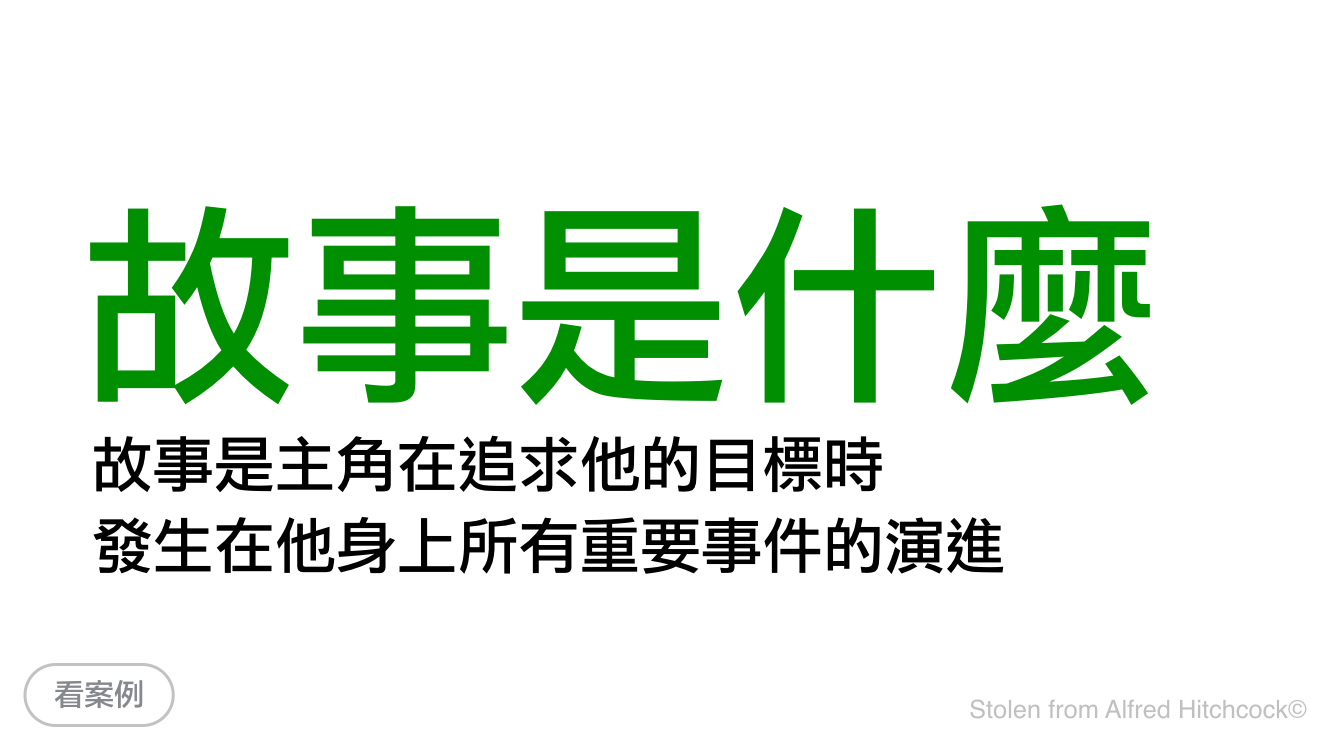 故事是什麼
故事是主角在追求他的目標時
發生在他身上所有重要事件的演進
看案例
Stolen from Alfred Hitchcock©